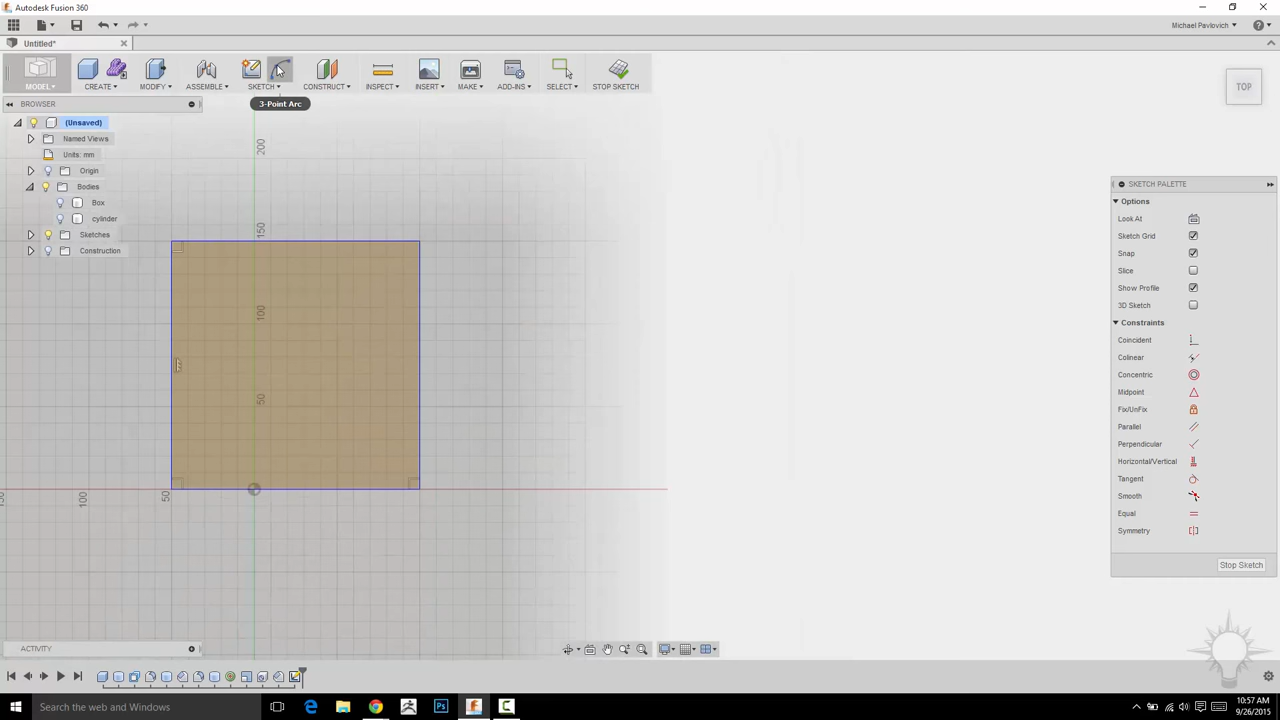 Autodesk Fusion 360
Michael Pavlovich
Untitled*
MODEL
CREATE
MODIFY
ASSEMBLE
SKETCH
CONSTRUCT
INSPECT
INSERT
MAKE
ADD-INS
SELECT
STOP SKETCH
3-Point Arc
TOP
BROWSER
(Unsaved)
Named Views
Units: mm
Origin
Bodies
Box
cylinder
Sketches
Construction
200
150
100
50
50
100
150
SKETCH PALETTE
Options
Look At
Sketch Grid
Snap
Slice
Show Profile
3D Sketch
Constraints
Coincident
Colinear
Concentric
Midpoint
Fix/UnFix
Parallel
Perpendicular
Horizontal/Vertical
Tangent
Smooth
Equal
Symmetry
Stop Sketch
ACTIVITY
Search the web and Windows
10:57 AM
9/26/2015